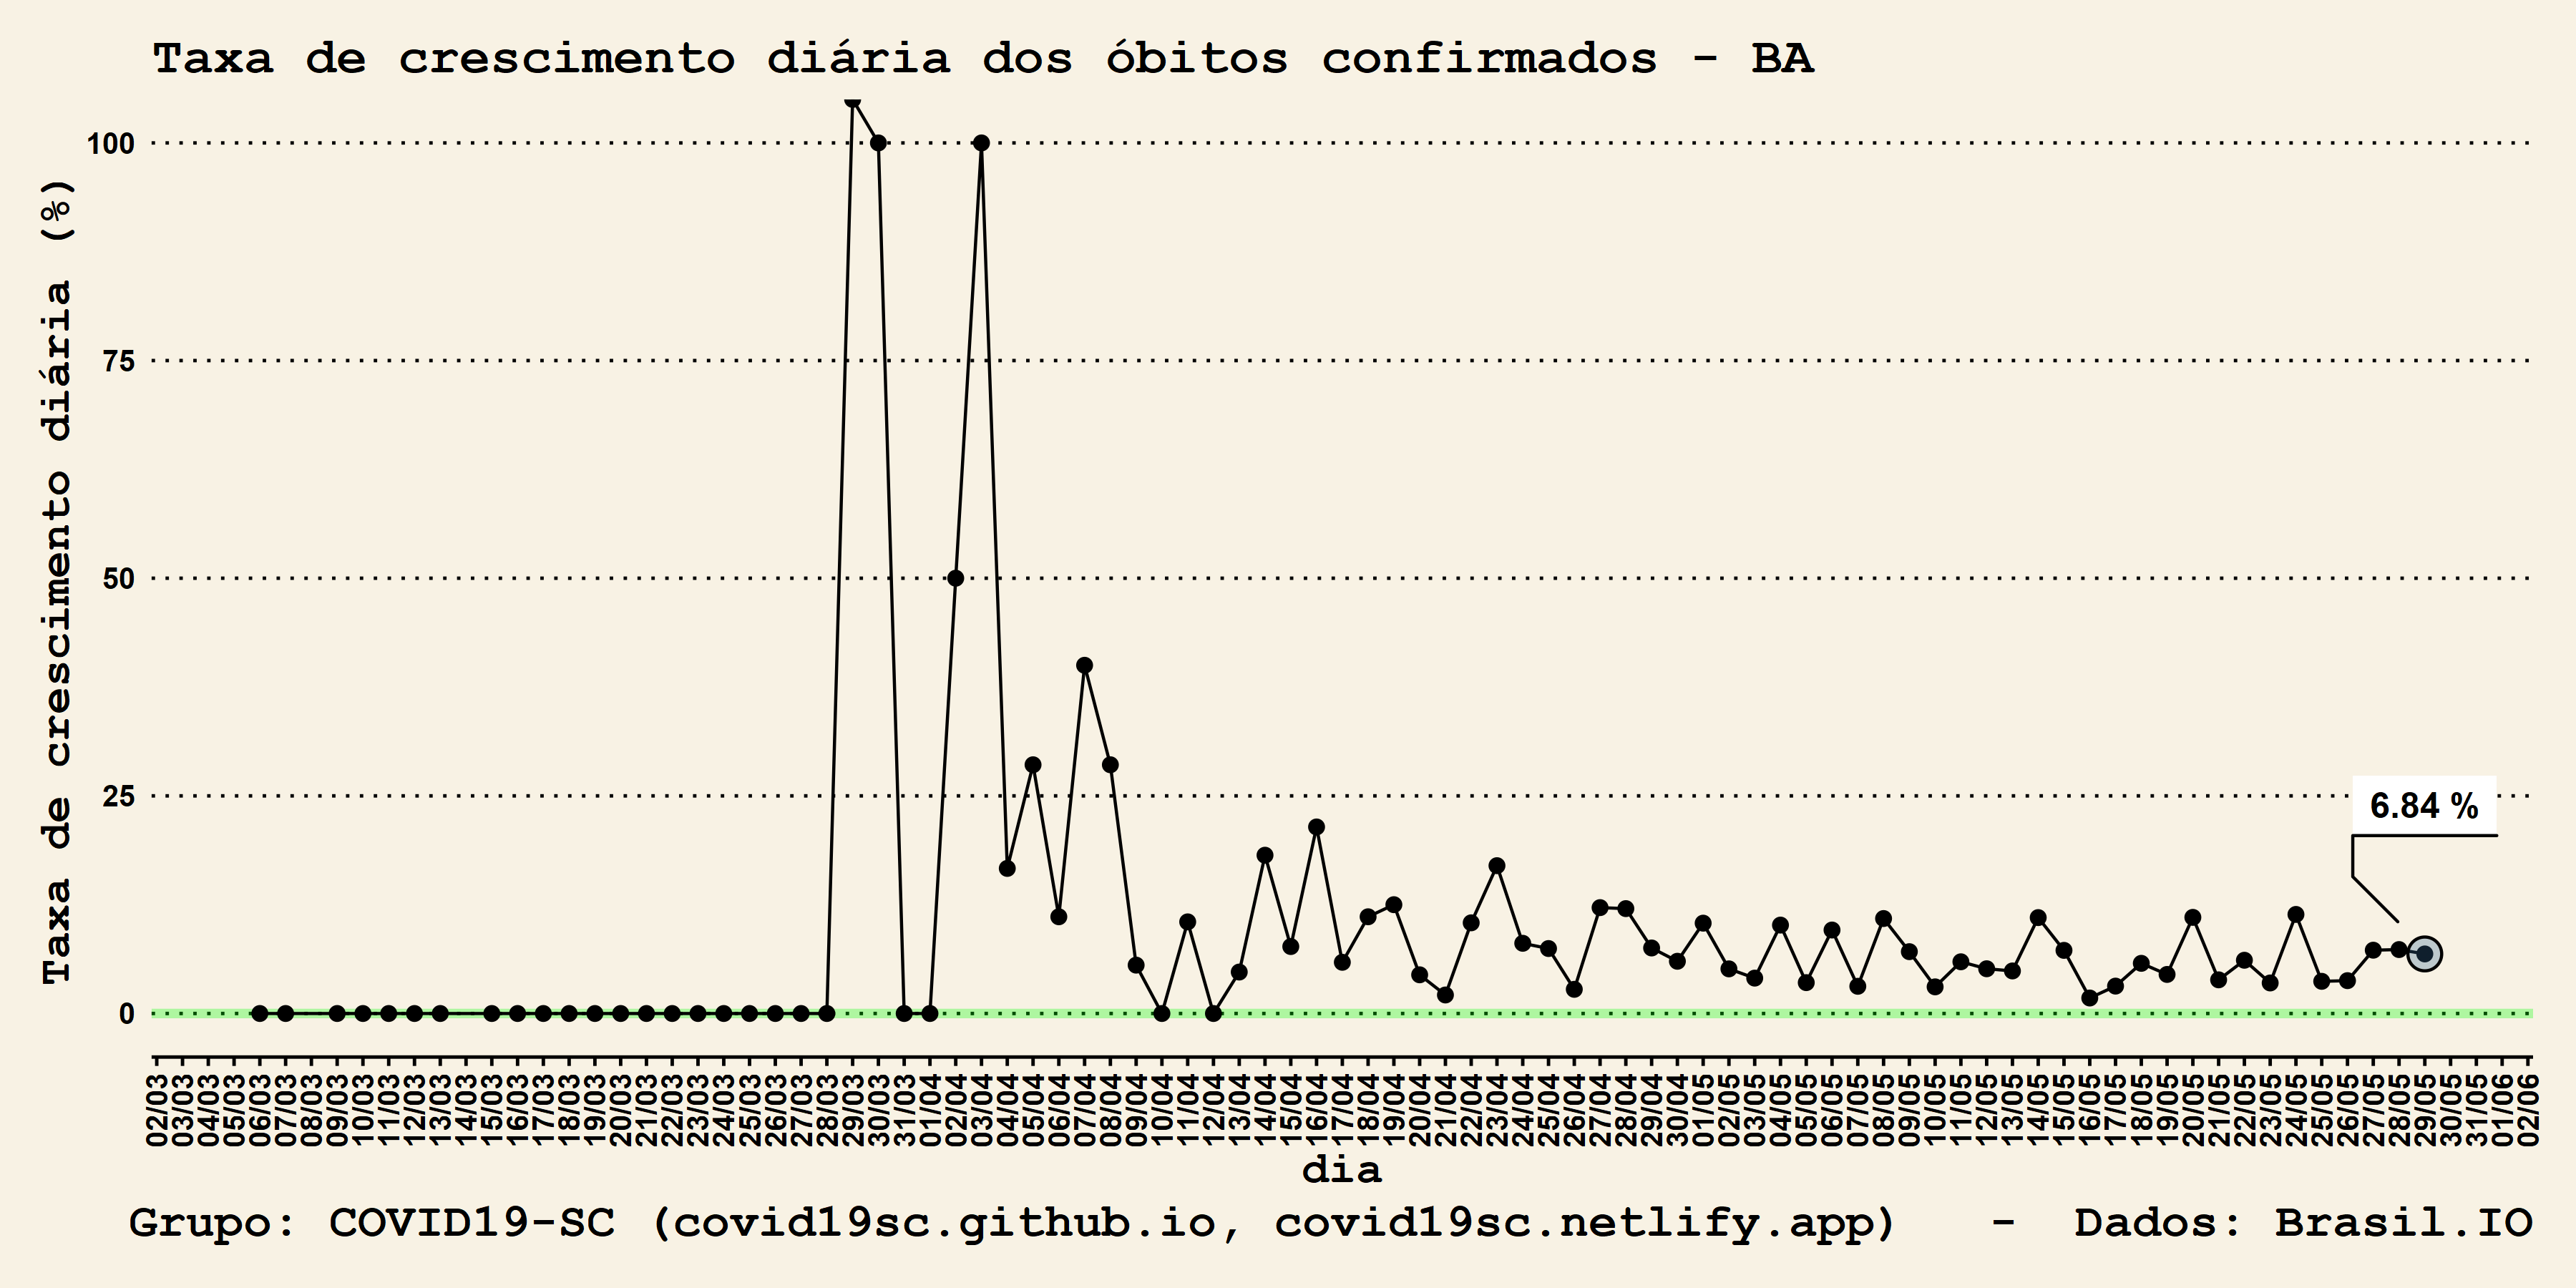 Taxa de crescimento diária dos óbitos confirmados - BA
Taxa de crescimento diária (%)
100
75
50
25
0
6.84 %
02/03 03/03 04/03 05/03 06/03 07/03 08/03 09/03 10/03 11/03 12/03 13/03 14/03 15/03 16/03 17/03 18/03 19/03 20/03 21/03 22/03 23/03 24/03 25/03 26/03 27/03 28/03 29/03 30/03 31/03 01/04 02/04 03/04 04/04 05/04 06/04 07/04 08/04 09/04 10/04 11/04 12/04 13/04 14/04 15/04 16/04 17/04 18/04 19/04 20/04 21/04 22/04 23/04 24/04 25/04 26/04 27/04 28/04 29/04 30/04 01/05 02/05 03/05 04/05 05/05 06/05 07/05 08/05 09/05 10/05 11/05 12/05 13/05 14/05 15/05 16/05 17/05 18/05 19/05 20/05 21/05 22/05 23/05 24/05 25/05 26/05 27/05 28/05 29/05 30/05 31/05 01/06 02/06
dia
Grupo: COVID19-SC (covid19sc.github.io, covid19sc.netlify.app) - Dados: Brasil.IO